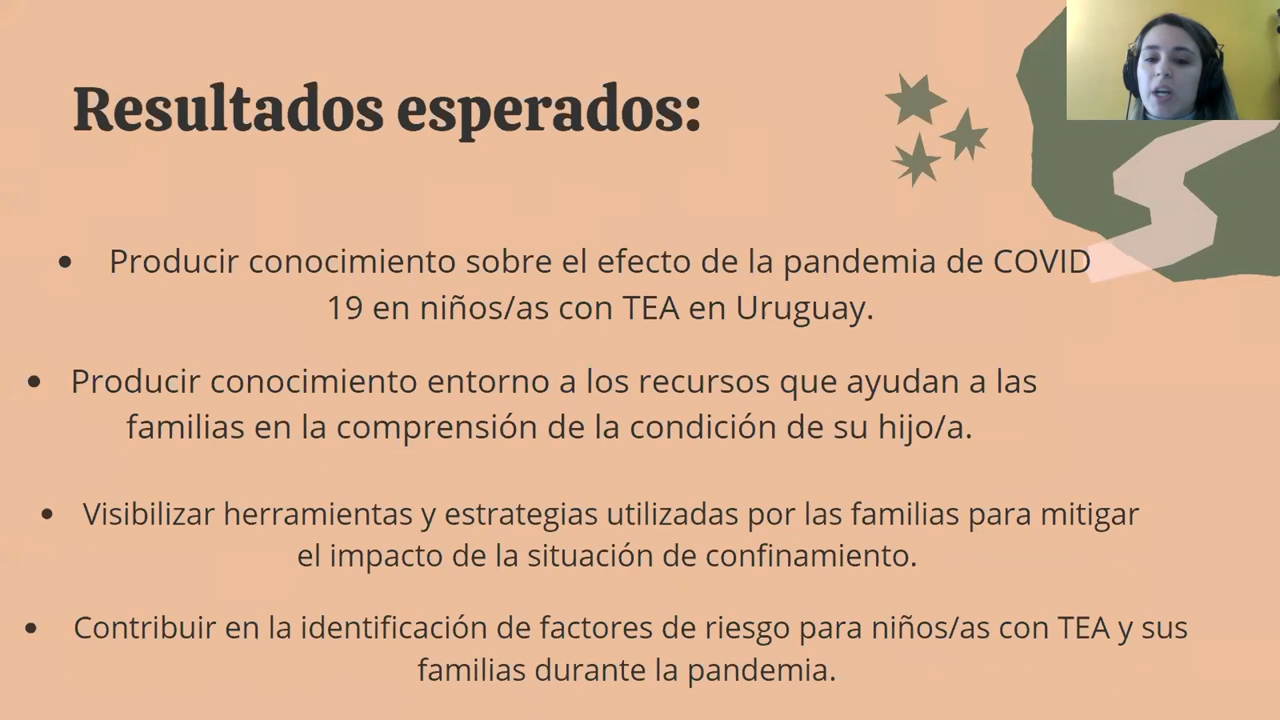 Resultados esperados:
• Producir conocimiento sobre el efecto de la pandemia de COVID
19 en niños/as con TEA en Uruguay.
• Producir conocimiento entorno a los recursos que ayudan a las
familias en la comprensión de la condición de su hijo/a.
• Visibilizar herramientas y estrategias utilizadas por las familias para mitigar
el impacto de la situación de confinamiento.
• Contribuir en la identificación de factores de riesgo para niños/as con TEA y sus
familias durante la pandemia.